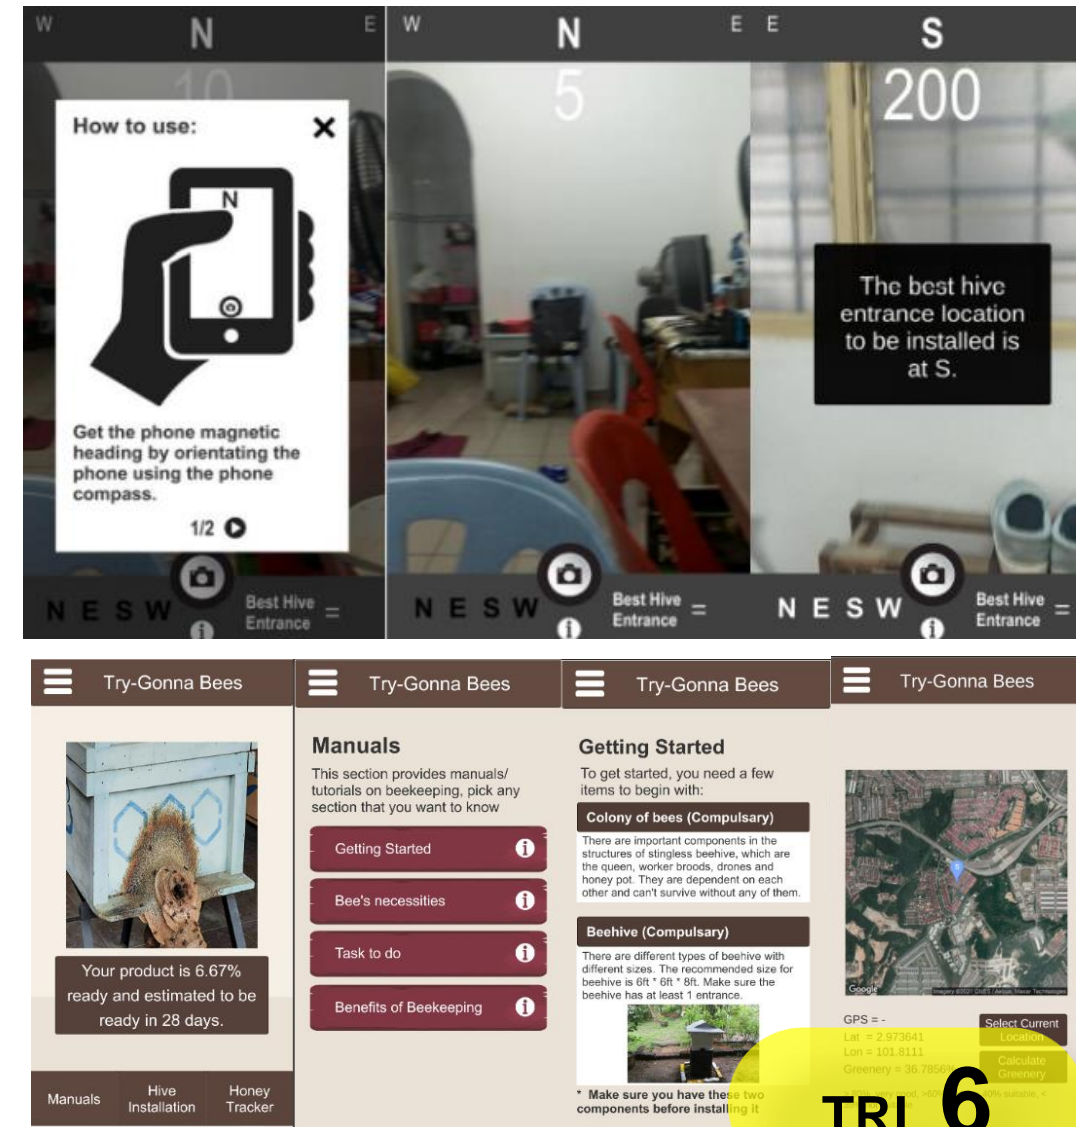 W N E
10
How to use:
Get the phone magnetic
heading by orientating the
phone using the phone
compass.
1/2
N
N E S W
Best Hive
Entrance =
W N E
5
N E S W
Best Hive
Entrance =
E S
200
The best hive
entrance location
to be installed is
at S.
N E S W
Best Hive
Entrance =
Try-Gonna Bees
Your product is 6.67%
ready and estimated to be
ready in 28 days.
Manuals
Hive
Installation
Honey
Tracker
Try-Gonna Bees
Manuals
This section provides manuals/
tutorials on beekeeping, pick any
section that you want to know
Getting Started
Bee's necessities
Task to do
Benefits of Beekeeping
Try-Gonna Bees
Getting Started
To get started, you need a few
items to begin with:
Colony of bees (Compulsary)
There are important components in the
structures of stingless beehive, which are
the queen, worker broods, drones and
honey pot. They are dependent on each
other and can't survive without any of them.
Beehive (Compulsary)
There are different types of beehive with
different sizes. The recommended size for
beehive is 6ft * 6ft * 8ft. Make sure the
beehive has at least 1 entrance.
* Make sure you have these two
components before installing it
Try-Gonna Bees
Google
Imagery ©2021 CNES / Airbus, Maxar Technologies
GPS = -
Lat = 2.973641
Lon = 101.8111
Greenery = 36.7856%
Select Current
Location
Calculate
Greenery
40% suitable, <
TRL 6